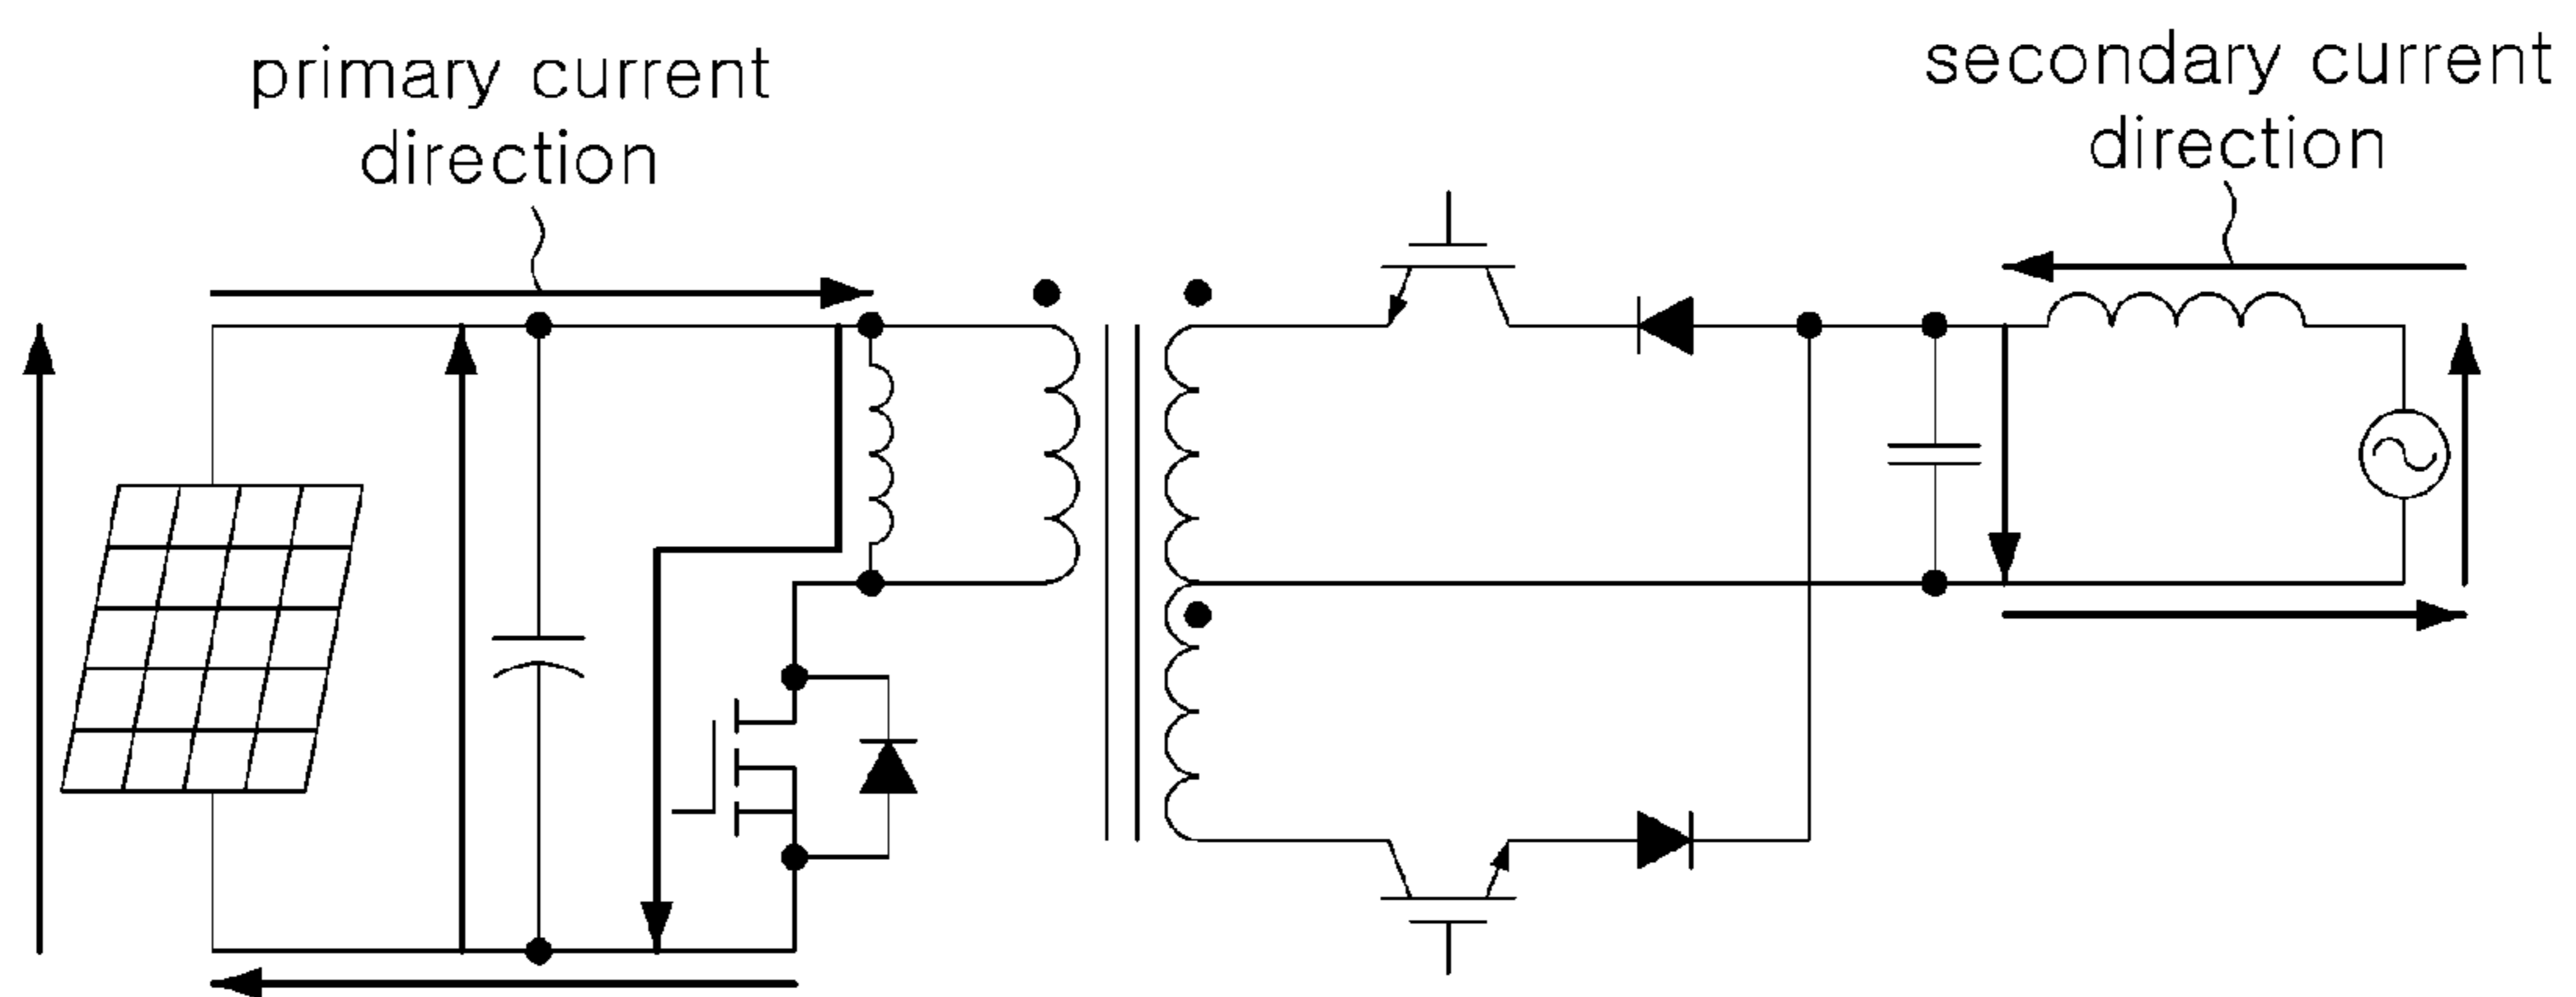 primary current
direction
secondary current
direction